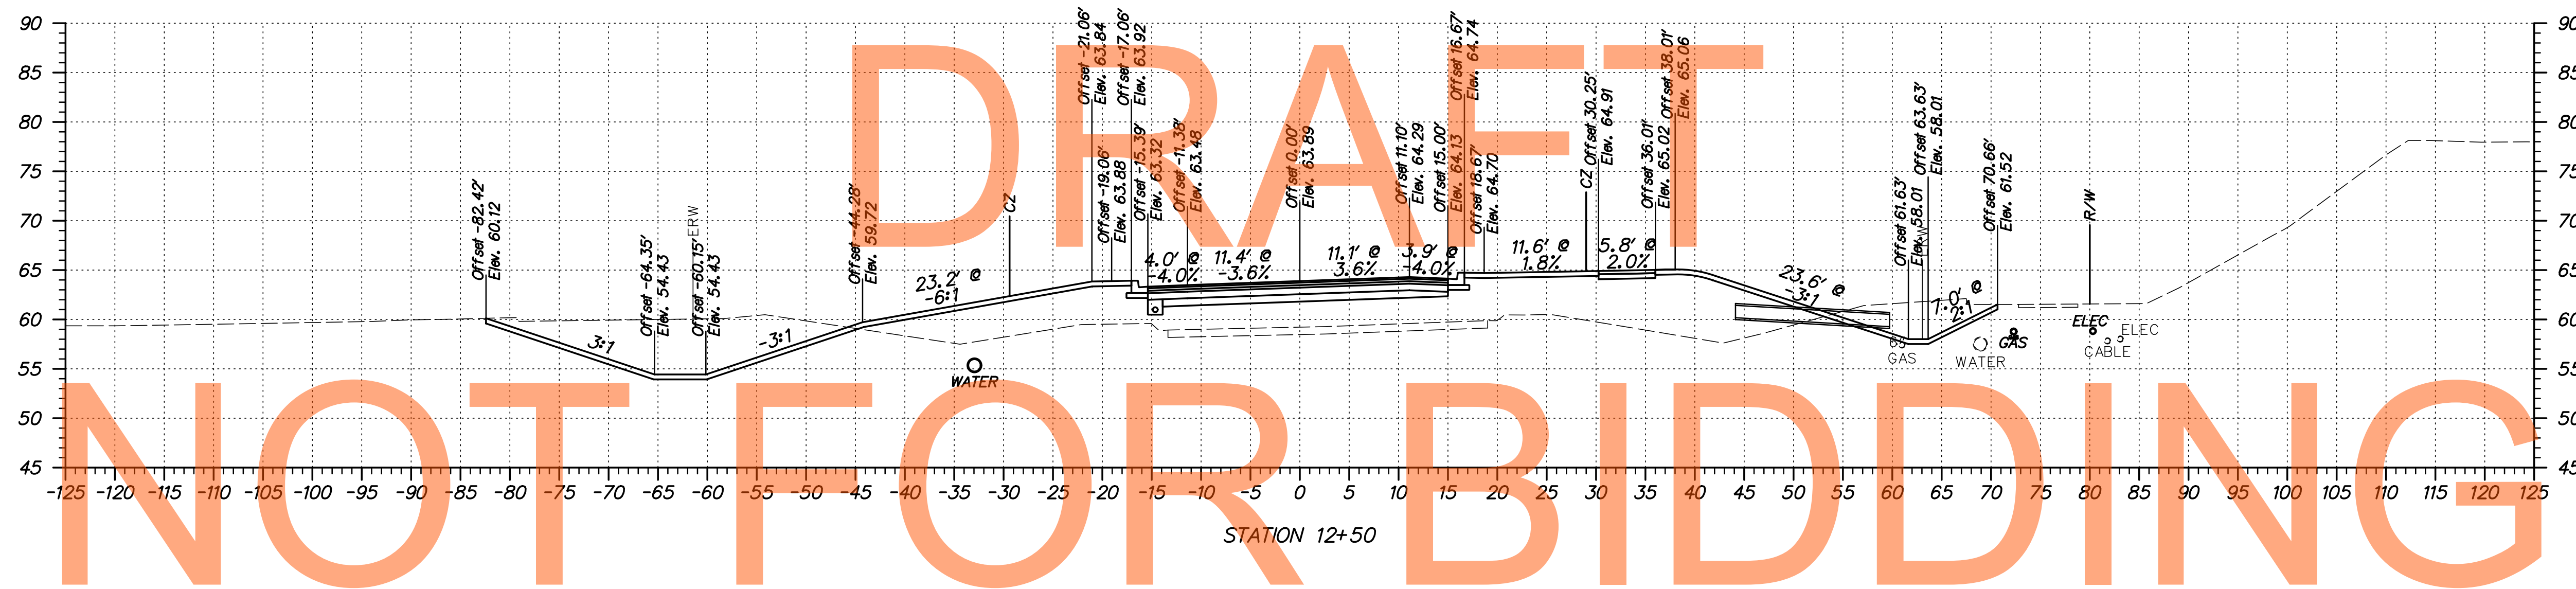 DRAFT
NOT FOR BIDDING
90
85
80
75
70
65
60
55
50
45
90
85
80
75
70
65
60
55
50
45
Offset -82.42'
Elev. 60.12
Offset -64.35'
Elev. 54.43
ERW
Offset -60.15'
Elev. 54.43
Offset -44.28'
Elev. 59.72
CZ
Offset -21.06'
Elev. 63.84
Offset -19.06'
Elev. 63.88
Offset -17.06'
Elev. 63.92
Offset -15.39'
Elev. 63.32
Offset -11.38'
Elev. 63.48
Offset 0.00'
Elev. 63.89
Offset 11.10'
Elev. 64.29
Offset 15.00'
Elev. 64.13
Offset 16.67'
Elev. 64.74
Offset 18.67'
Elev. 64.70
CZ
Offset 30.25'
Elev. 64.91
Offset 36.01'
Elev. 65.02
Offset 38.01'
Elev. 65.06
Offset 61.63'
Elev. 58.01
Offset 63.63'
Elev. 58.01
Offset 70.66'
Elev. 61.52
R/W
3:1
-3:1
23.2' @
-6:1
4.0' @
-4.0%
11.4' @
-3.6%
11.1' @
3.6%
3.9' @
-4.0%
11.6' @
1.8%
5.8' @
2.0%
23.6' @
-3:1
7.0' @
2:1
WATER
GAS
WATER
GAS
ELEC
ELEC
CABLE
-125 -120 -115 -110 -105 -100 -95 -90 -85 -80 -75 -70 -65 -60 -55 -50 -45 -40 -35 -30 -25 -20 -15 -10 -5 0 5 10 15 20 25 30 35 40 45 50 55 60 65 70 75 80 85 90 95 100 105 110 115 120 125
STATION 12+50